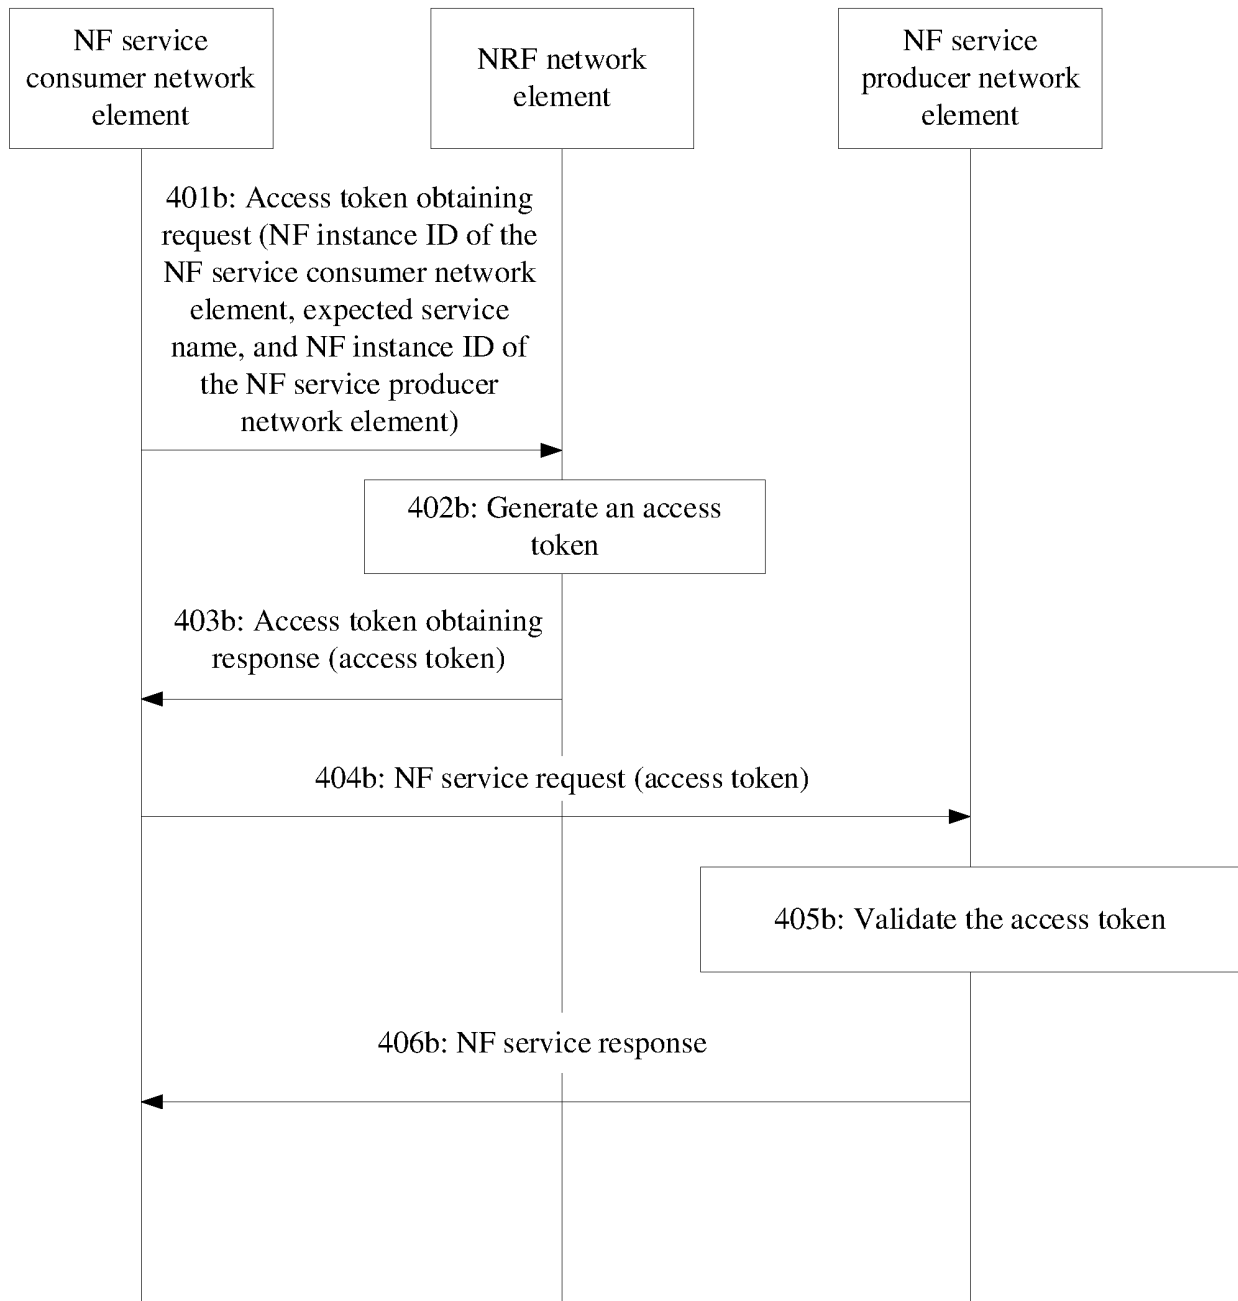 NF service
consumer network
element
NRF network
element
NF service
producer network
element
401b: Access token obtaining
request (NF instance ID of the
NF service consumer network
element, expected service
name, and NF instance ID of
the NF service producer
network element)
402b: Generate an access
token
403b: Access token obtaining
response (access token)
404b: NF service request (access token)
405b: Validate the access token
406b: NF service response